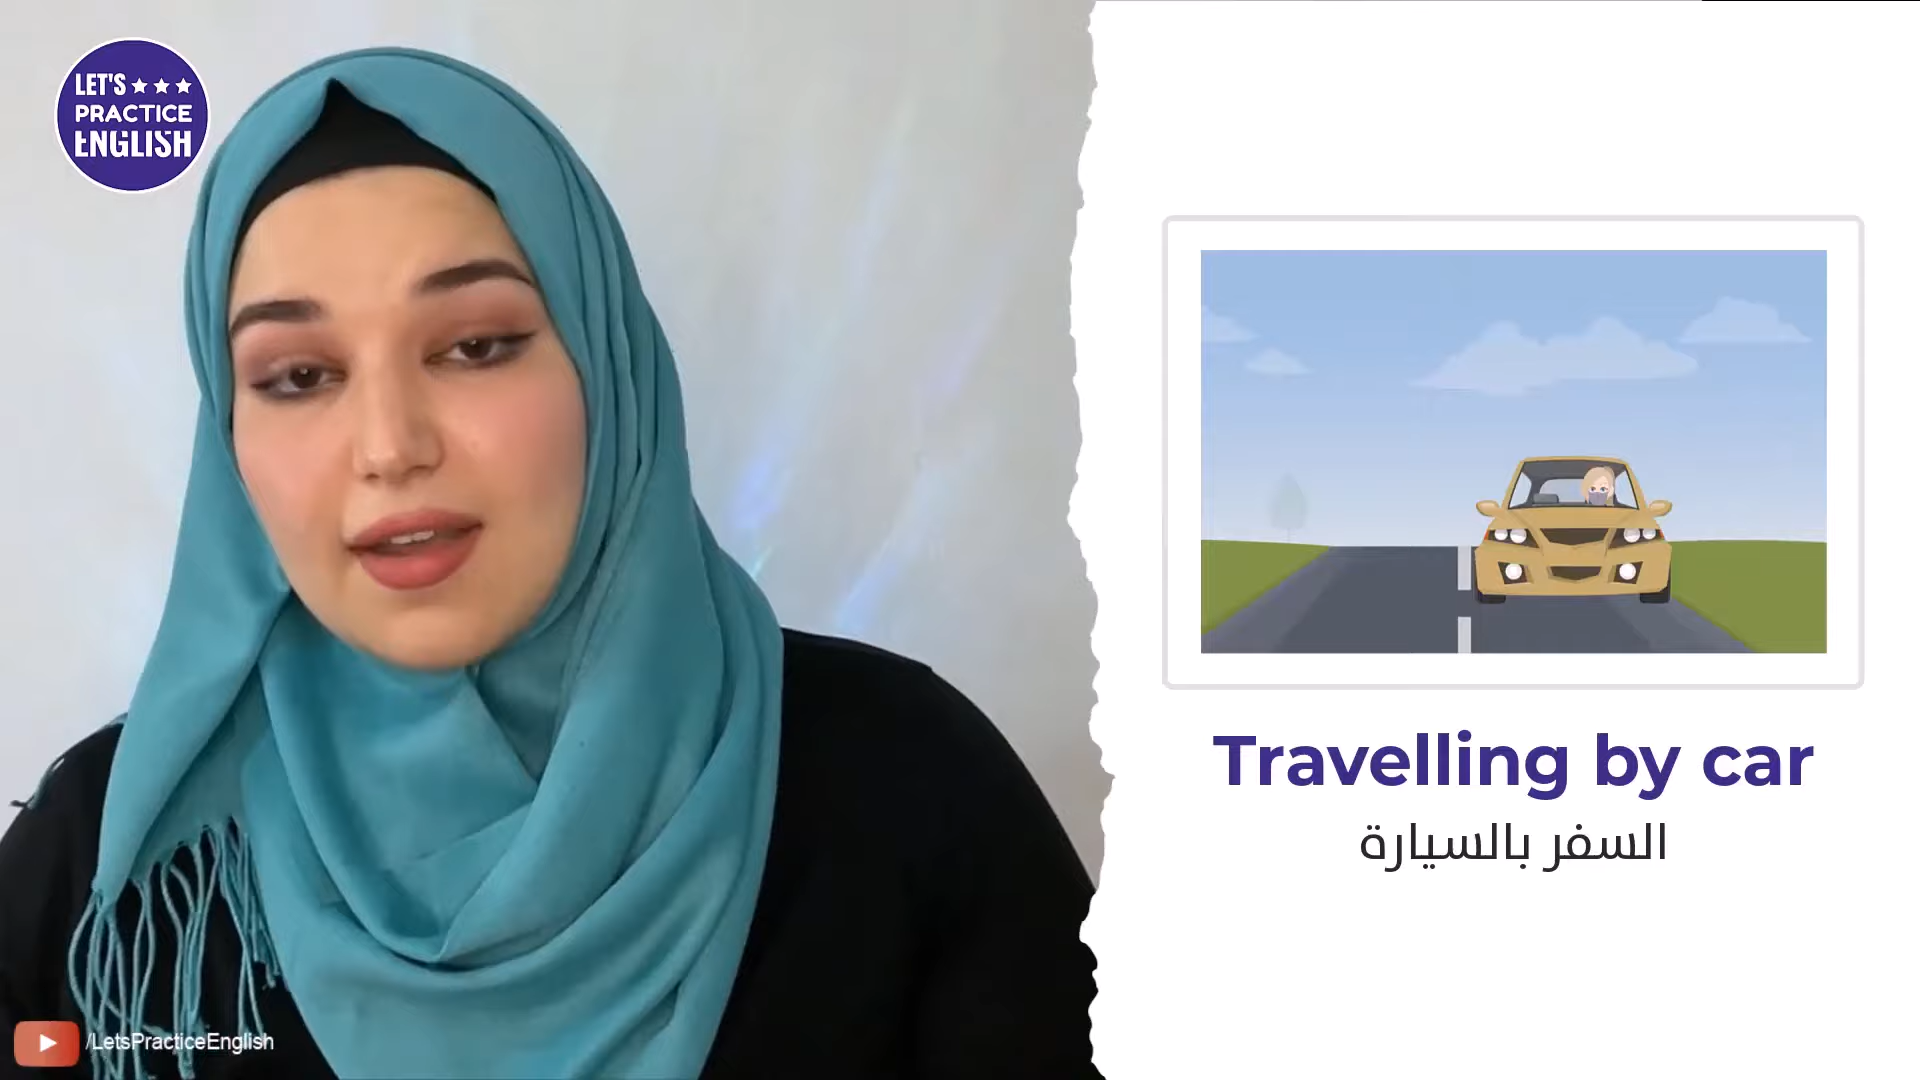 LET'S
PRACTICE
ENGLISH
Travelling by car
السفر بالسيارة
/LetsPracticeEnglish